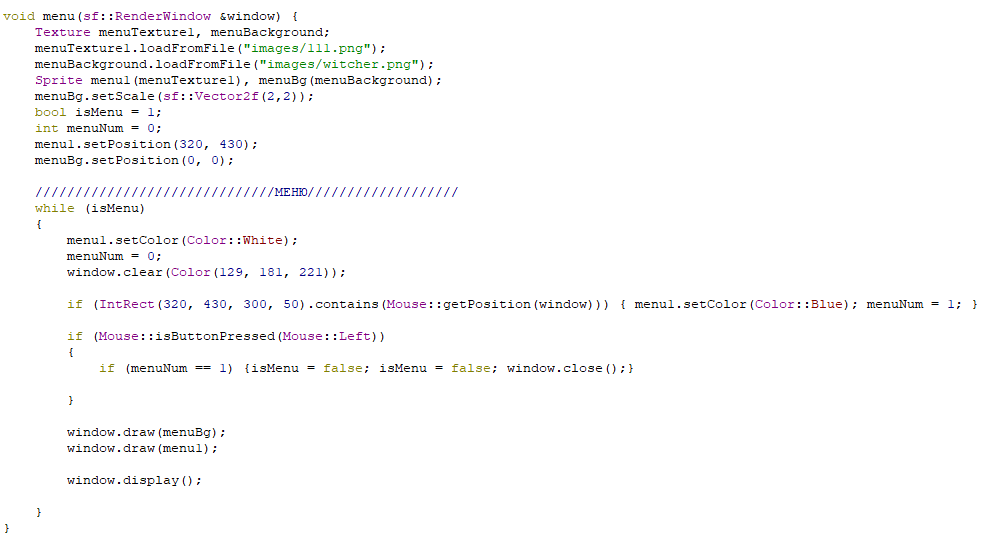 void menu(sf::RenderWindow &window) {
    Texture menuTexture1, menuBackground;
    menuTexture1.loadFromFile("images/111.png");
    menuBackground.loadFromFile("images/witcher.png");
    Sprite menu1(menuTexture1), menuBg(menuBackground);
    menuBg.setScale(sf::Vector2f(2,2));
    bool isMenu = 1;
    int menuNum = 0;
    menu1.setPosition(320, 430);
    menuBg.setPosition(0, 0);
    //////////////////////////////МЕНЮ///////////////////
    while (isMenu)
    {
        menu1.setColor(Color::White);
        menuNum = 0;
        window.clear(Color(129, 181, 221));
        if (IntRect(320, 430, 300, 50).contains(Mouse::getPosition(window))) { menu1.setColor(Color::Blue); menuNum = 1; }
        if (Mouse::isButtonPressed(Mouse::Left))
        {
            if (menuNum == 1) {isMenu = false; isMenu = false; window.close();}
        }
        window.draw(menuBg);
        window.draw(menu1);
        window.display();
    }
}